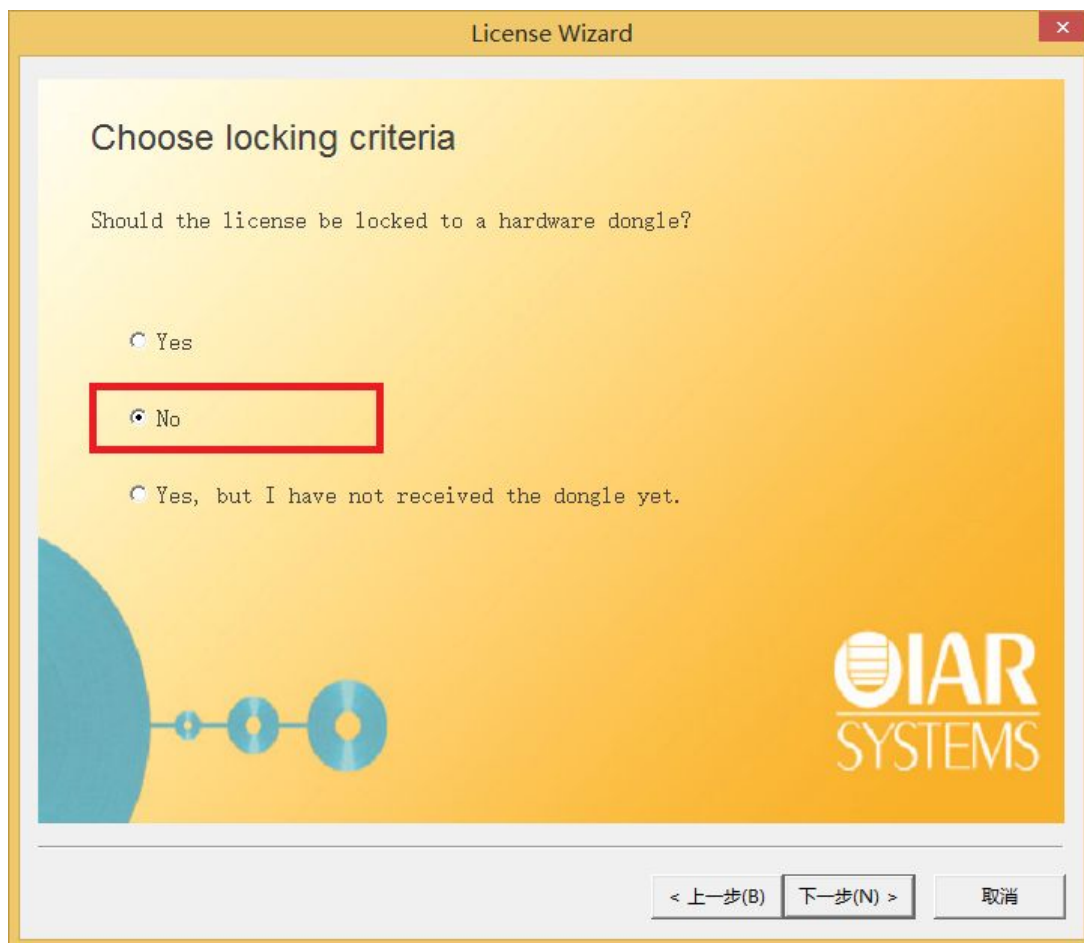 License Wizard
Choose locking criteria
Should the license be locked to a hardware dongle?
Yes
No
Yes, but I have not received the dongle yet.
IAR
SYSTEMS
< 上一步(B)
下一步(N) >
取消